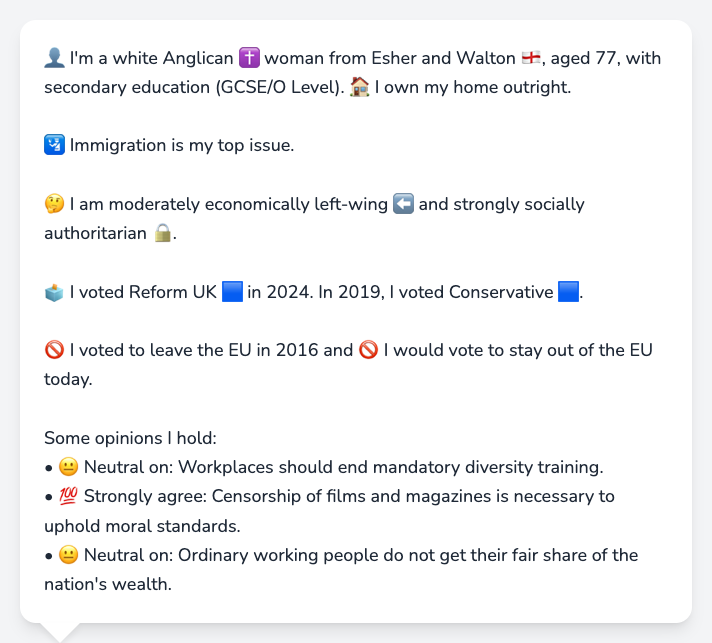 👤 I'm a white Anglican ✝️ woman from Esher and Walton 🏴󠁧󠁢󠁥󠁮󠁧󠁿, aged 77, with
secondary education (GCSE/O Level). 🏠 I own my home outright.
🛂 Immigration is my top issue.
🤔 I am moderately economically left-wing ⬅️ and strongly socially
authoritarian 🔒.
🗳️ I voted Reform UK 🟦 in 2024. In 2019, I voted Conservative 🟦.
🚫 I voted to leave the EU in 2016 and 🚫 I would vote to stay out of the EU
today.
Some opinions I hold:
• 😐 Neutral on: Workplaces should end mandatory diversity training.
• 💯 Strongly agree: Censorship of films and magazines is necessary to
uphold moral standards.
• 😐 Neutral on: Ordinary working people do not get their fair share of the
nation's wealth.